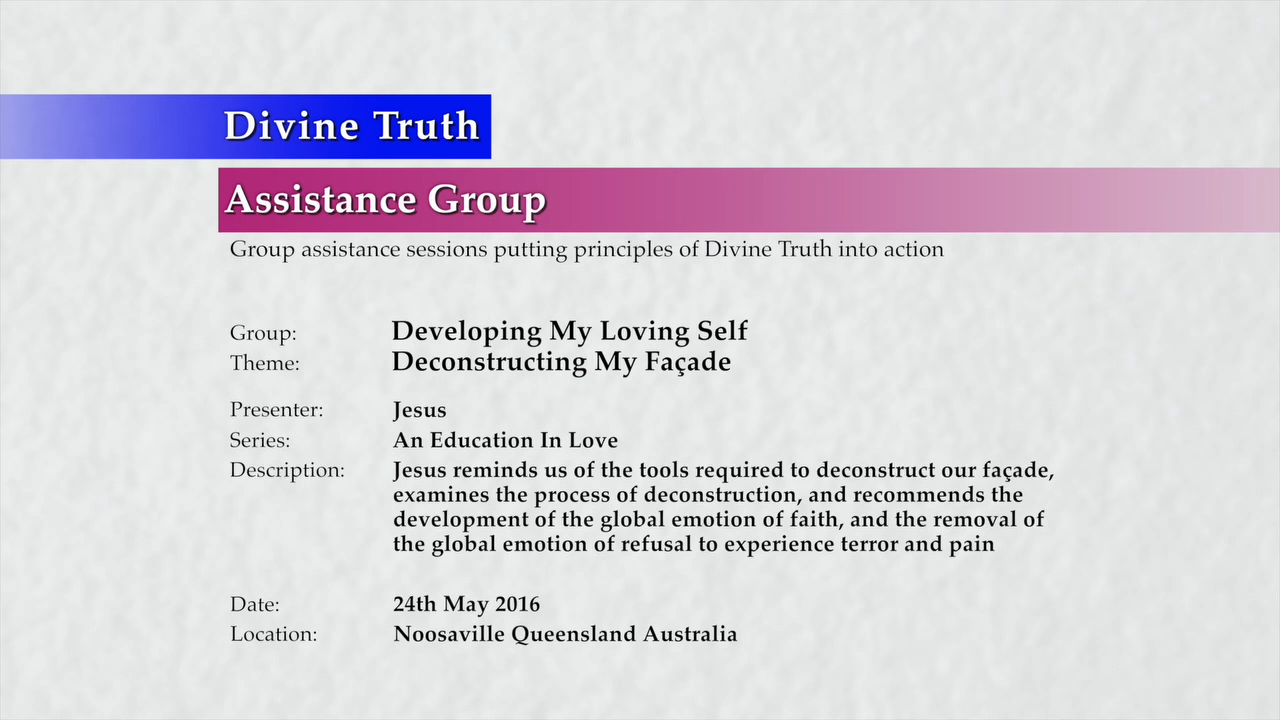 Divine Truth
Assistance Group
Group assistance sessions putting principles of Divine Truth into action
Group: Developing My Loving Self
Theme: Deconstructing My Façade
Presenter: Jesus
Series: An Education In Love
Description: Jesus reminds us of the tools required to deconstruct our façade,
examines the process of deconstruction, and recommends the
development of the global emotion of faith, and the removal of
the global emotion of refusal to experience terror and pain
Date: 24th May 2016
Location: Noosaville Queensland Australia